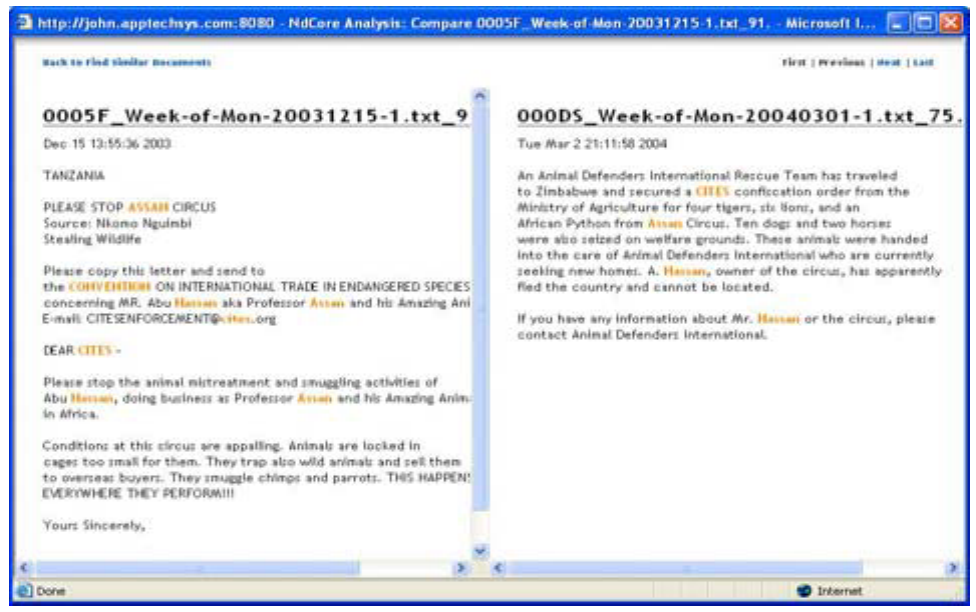 http://john.apptechsys.com:8080 - NdCore Analysis: Compare 0005F_Week-of-Mon-20031215-1.txt_91. - Microsoft I...
Back to Find Similar Documents
First | Previous | Next | Last
0005F_Week-of-Mon-20031215-1.txt_9
Dec 15 13:55:36 2003
TANZANIA
PLEASE STOP ASSAN CIRCUS
Source: Nkomo Nguimbi
Stealing Wildlife
Please copy this letter and send to
the CONVENTION ON INTERNATIONAL TRADE IN ENDANGERED SPECIES
concerning MR. Abu Hassan aka Professor Assan and his Amazing Ani
E-mail: CITESENFORCEMENT@cites.org
DEAR CITES -
Please stop the animal mistreatment and smuggling activities of
Abu Hassan, doing business as Professor Assan and his Amazing Anim
in Africa.
Conditions at this circus are appalling. Animals are locked in
cages too small for them. They trap also wild animals and sell them
to overseas buyers. They smuggle chimps and parrots. THIS HAPPENS
EVERYWHERE THEY PERFORM!!!
Yours Sincerely,
000DS_Week-of-Mon-20040301-1.txt_75.
Tue Mar 2 21:11:58 2004
An Animal Defenders International Rescue Team has traveled
to Zimbabwe and secured a CITES confiscation order from the
Ministry of Agriculture for four tigers, six lions, and an
African Python from Assan Circus. Ten dogs and two horses
were also seized on welfare grounds. These animals were handed
into the care of Animal Defenders International who are currently
seeking new homes. A. Hassan, owner of the circus, has apparently
fled the country and cannot be located.
If you have any information about Mr. Hassan or the circus, please
contact Animal Defenders International.
Done
Internet